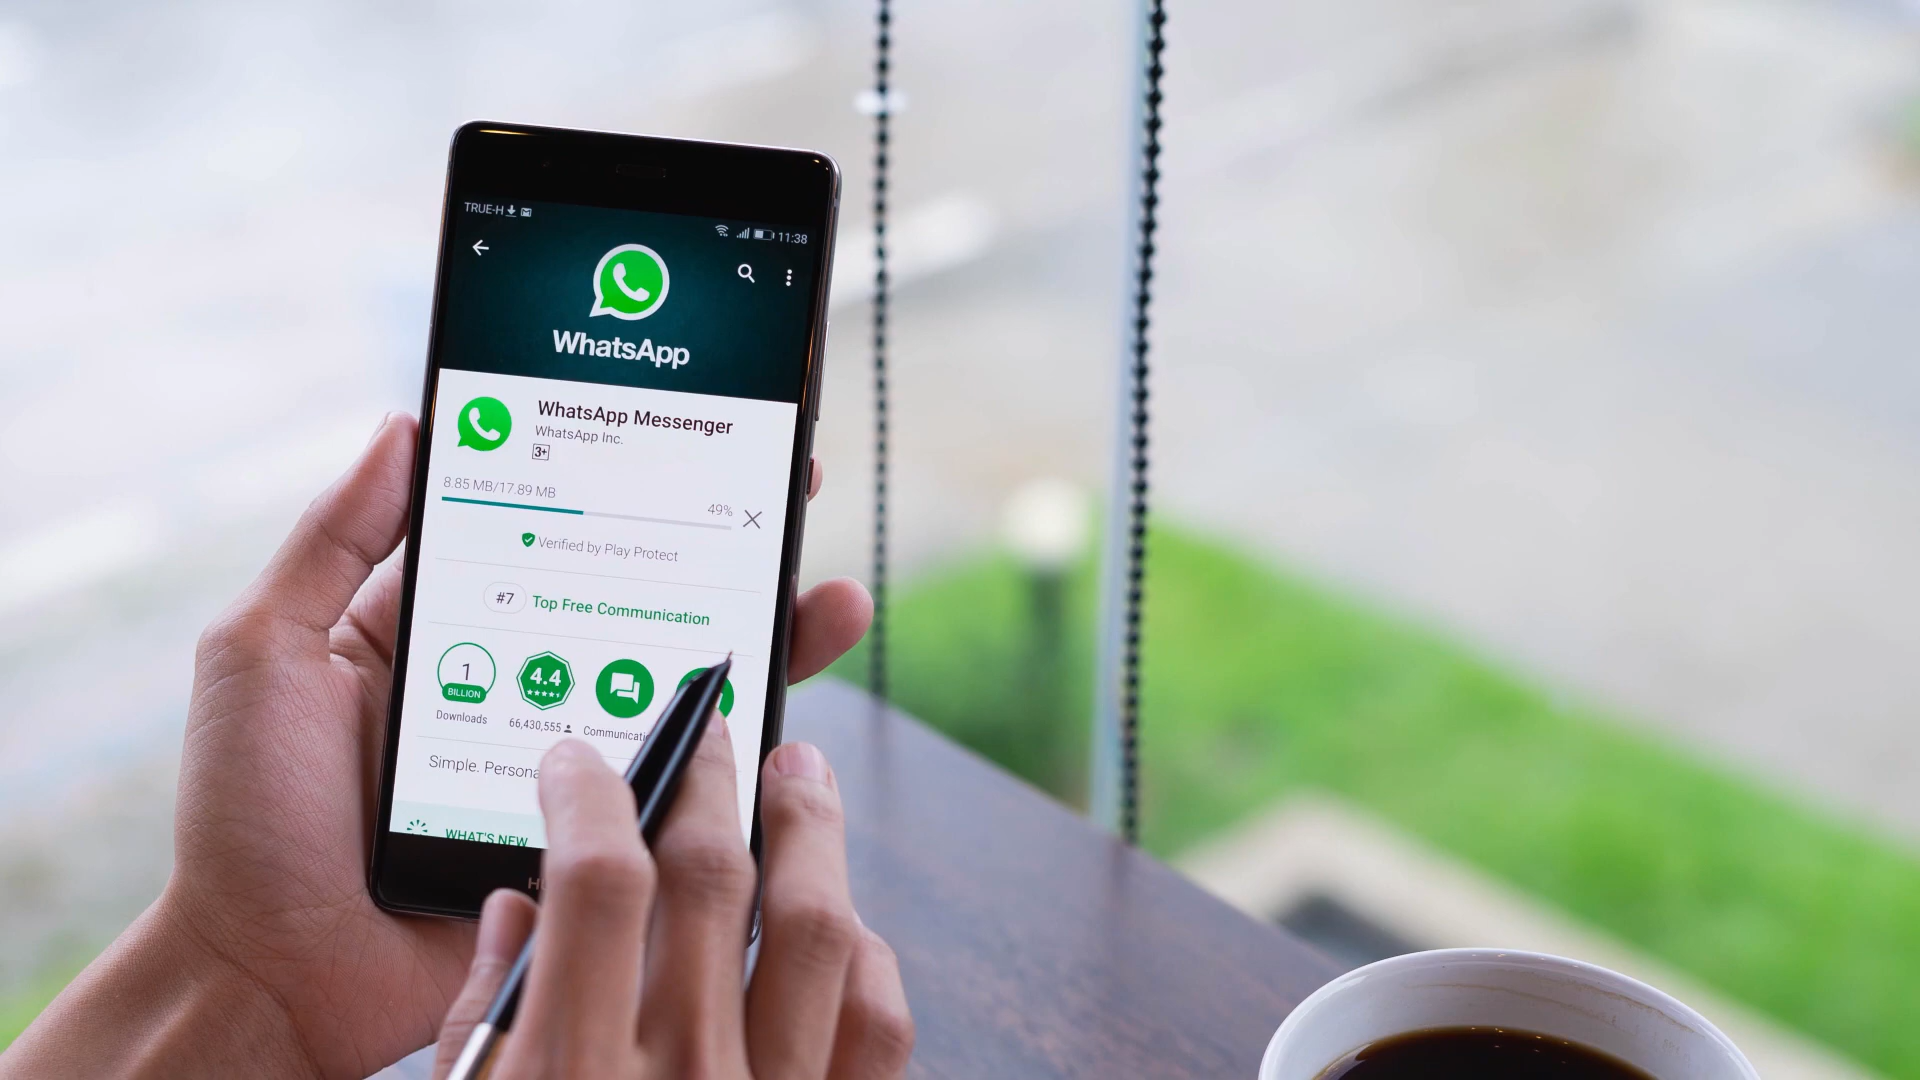 TRUE-H
11:38
WhatsApp
WhatsApp Messenger
WhatsApp Inc.
3+
8.85 MB/17.89 MB
49%
Verified by Play Protect
#7 Top Free Communication
1
BILLION
Downloads
4.4
66,430,555
Communicati
Simple. Persona
WHAT'S NEW